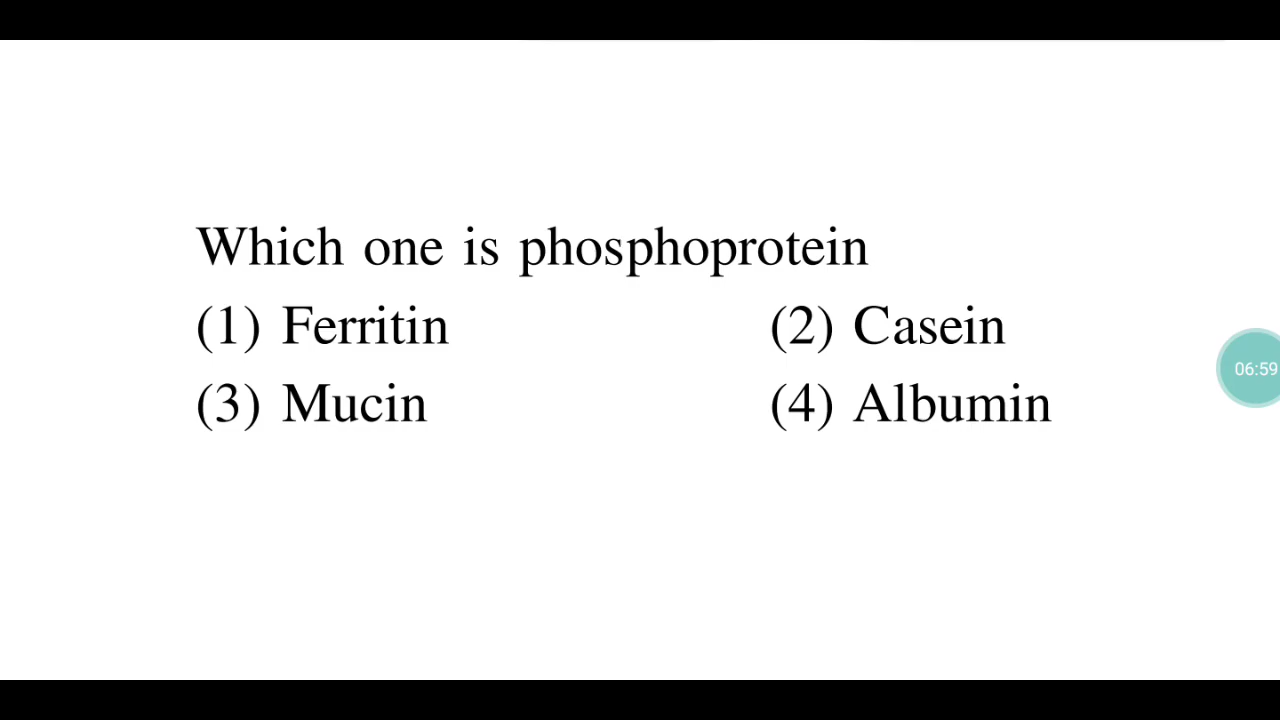 Which one is phosphoprotein
(1) Ferritin (2) Casein
06:59
(3) Mucin (4) Albumin